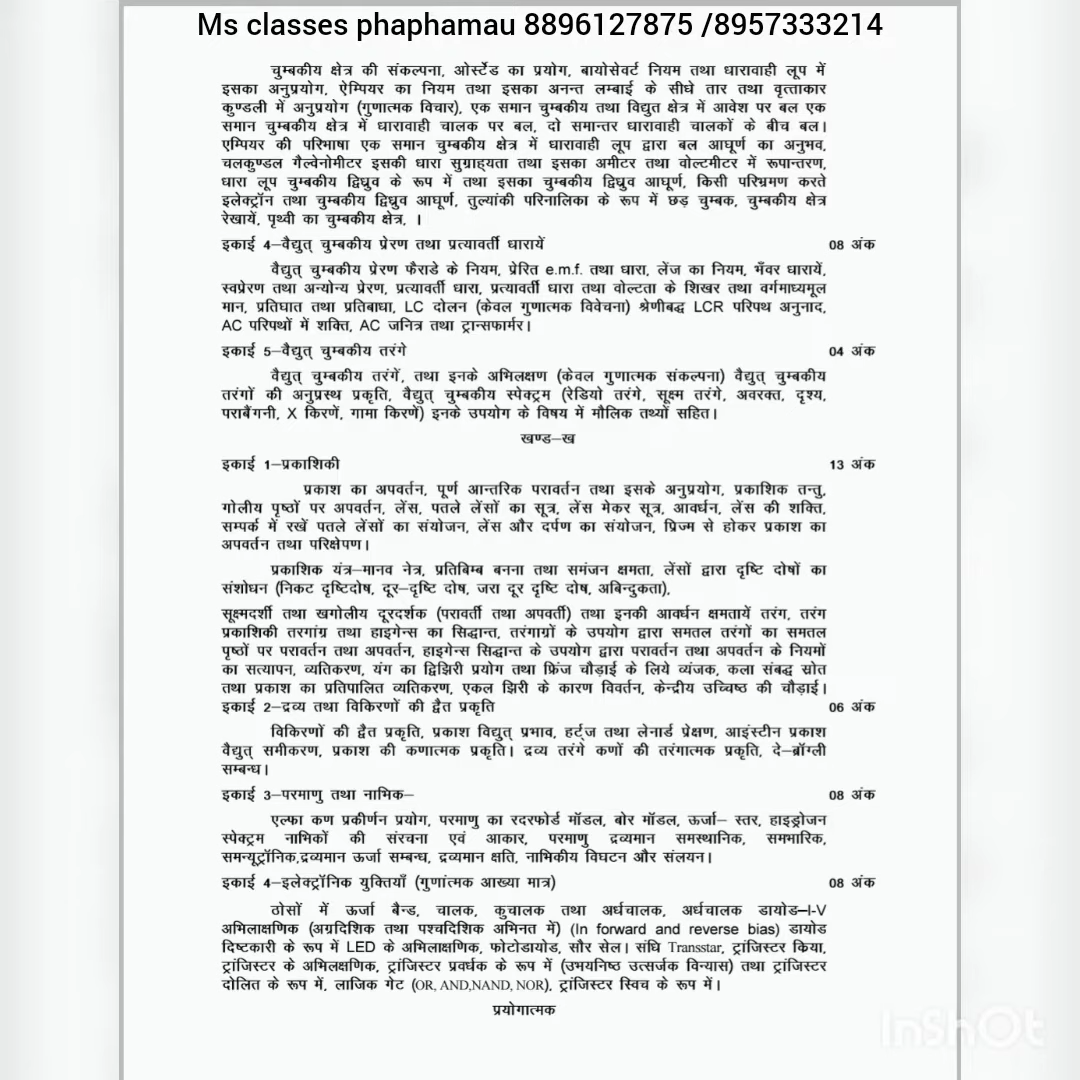 Ms classes phaphamau 8896127875 /8957333214
चुम्बकीय क्षेत्र की संकल्पना, ओर्स्टेड का प्रयोग, बायोसेवर्ट नियम तथा धारावाही लूप में
इसका अनुप्रयोग, ऐम्पियर का नियम तथा इसका अनन्त लम्बाई के सीधे तार तथा वृत्ताकार
कुण्डली में अनुप्रयोग (गुणात्मक विचार), एक समान चुम्बकीय तथा विद्युत क्षेत्र में आवेश पर बल एक
समान चुम्बकीय क्षेत्र में धारावाही चालक पर बल, दो समान्तर धारावाही चालकों के बीच बल।
एम्पियर की परिभाषा एक समान चुम्बकीय क्षेत्र में धारावाही लूप द्वारा बल आघूर्ण का अनुभव,
चलकुण्डल गैल्वेनोमीटर इसकी धारा सुग्राह्यता तथा इसका अमीटर तथा वोल्टमीटर में रूपान्तरण,
धारा लूप चुम्बकीय द्विघ्रुव के रूप में तथा इसका चुम्बकीय द्विघ्रुव आघूर्ण, किसी परिभ्रमण करते
इलेक्ट्रॉन तथा चुम्बकीय द्विघ्रुव आघूर्ण, तुल्यांकी परिनालिका के रूप में छड़ चुम्बक, चुम्बकीय क्षेत्र
रेखायें, पृथ्वी का चुम्बकीय क्षेत्र, ।
इकाई 4–वैद्युत् चुम्बकीय प्रेरण तथा प्रत्यावर्ती धारायें 08 अंक
वैद्युत् चुम्बकीय प्रेरण फैराडे के नियम, प्रेरित e.m.f. तथा धारा, लेंज का नियम, भँवर धारायें,
स्वप्रेरण तथा अन्योन्य प्रेरण, प्रत्यावर्ती धारा, प्रत्यावर्ती धारा तथा वोल्टता के शिखर तथा वर्गमाध्यमूल
मान, प्रतिघात तथा प्रतिबाधा, LC दोलन (केवल गुणात्मक विवेचना) श्रेणीबद्ध LCR परिपथ अनुनाद,
AC परिपथों में शक्ति, AC जनित्र तथा ट्रान्सफार्मर।
इकाई 5–वैद्युत् चुम्बकीय तरंगे 04 अंक
वैद्युत् चुम्बकीय तरंगें, तथा इनके अभिलक्षण (केवल गुणात्मक संकल्पना) वैद्युत् चुम्बकीय
तरंगों की अनुप्रस्थ प्रकृति, वैद्युत् चुम्बकीय स्पेक्ट्रम (रेडियो तरंगे, सूक्ष्म तरंगे, अवरक्त, दृश्य,
पराबैंगनी, X किरणें, गामा किरणें) इनके उपयोग के विषय में मौलिक तथ्यों सहित।
खण्ड–ख
इकाई 1–प्रकाशिकी 13 अंक
प्रकाश का अपवर्तन, पूर्ण आन्तरिक परावर्तन तथा इसके अनुप्रयोग, प्रकाशिक तन्तु,
गोलीय पृष्ठों पर अपवर्तन, लेंस, पतले लेंसों का सूत्र, लेंस मेकर सूत्र, आवर्धन, लेंस की शक्ति,
सम्पर्क में रखें पतले लेंसों का संयोजन, लेंस और दर्पण का संयोजन, प्रिज्म से होकर प्रकाश का
अपवर्तन तथा परिक्षेपण।
प्रकाशिक यंत्र–मानव नेत्र, प्रतिबिम्ब बनना तथा समंजन क्षमता, लेंसों द्वारा दृष्टि दोषों का
संशोधन (निकट दृष्टिदोष, दूर–दृष्टि दोष, जरा दूर दृष्टि दोष, अबिन्दुकता),
सूक्ष्मदर्शी तथा खगोलीय दूरदर्शक (परावर्ती तथा अपवर्ती) तथा इनकी आवर्धन क्षमतायें तरंग, तरंग
प्रकाशिकी तरगांग्र तथा हाइगेन्स का सिद्धान्त, तरंगाग्रों के उपयोग द्वारा समतल तरंगों का समतल
पृष्ठों पर परावर्तन तथा अपवर्तन, हाइगेन्स सिद्धान्त के उपयोग द्वारा परावर्तन तथा अपवर्तन के नियमों
का सत्यापन, व्यतिकरण, यंग का द्विझिरी प्रयोग तथा फ्रिंज चौड़ाई के लिये व्यंजक, कला संबद्ध स्रोत
तथा प्रकाश का प्रतिपालित व्यतिकरण, एकल झिरी के कारण विवर्तन, केन्द्रीय उच्चिष्ठ की चौड़ाई।
इकाई 2–द्रव्य तथा विकिरणों की द्वैत प्रकृति 06 अंक
विकिरणों की द्वैत प्रकृति, प्रकाश विद्युत् प्रभाव, हर्ट्ज तथा लेनार्ड प्रेक्षण, आइंस्टीन प्रकाश
वैद्युत् समीकरण, प्रकाश की कणात्मक प्रकृति। द्रव्य तरंगे कणों की तरंगात्मक प्रकृति, दे–ब्रॉग्ली
सम्बन्ध।
इकाई 3–परमाणु तथा नाभिक– 08 अंक
एल्फा कण प्रकीर्णन प्रयोग, परमाणु का रदरफोर्ड मॉडल, बोर मॉडल, ऊर्जा– स्तर, हाइड्रोजन
स्पेक्ट्रम नाभिकों की संरचना एवं आकार, परमाणु द्रव्यमान समस्थानिक, समभारिक,
समन्यूट्रॉनिक,द्रव्यमान ऊर्जा सम्बन्ध, द्रव्यमान क्षति, नाभिकीय विघटन और संलयन।
इकाई 4–इलेक्ट्रॉनिक युक्तियाँ (गुणांत्मक आख्या मात्र) 08 अंक
ठोसों में ऊर्जा बैन्ड, चालक, कुचालक तथा अर्धचालक, अर्धचालक डायोड–I-V
अभिलाक्षणिक (अग्रदिशिक तथा पश्चदिशिक अभिनत में) (In forward and reverse bias) डायोड
दिष्टकारी के रूप में LED के अभिलाक्षणिक, फोटोडायोड, सौर सेल। संधि Transstar, ट्रांजिस्टर किया,
ट्रांजिस्टर के अभिलक्षणिक, ट्रांजिस्टर प्रवर्धक के रूप में (उभयनिष्ठ उत्सर्जक विन्यास) तथा ट्रांजिस्टर
दोलित के रूप में, लाजिक गेट (OR, AND,NAND, NOR), ट्रांजिस्टर स्विच के रूप में।
प्रयोगात्मक
InShOt